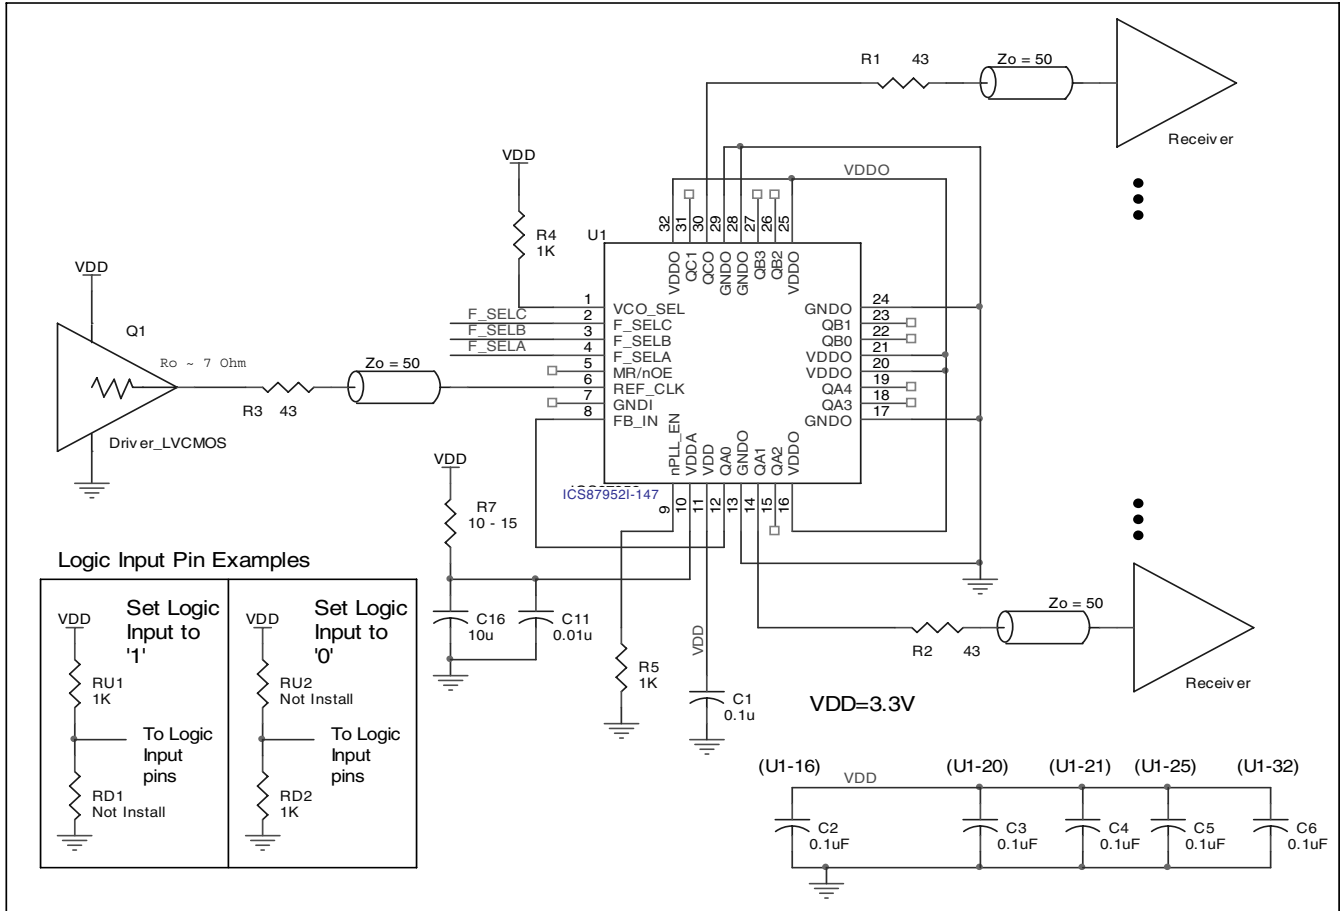 R1 43
Zo = 50
Receiver
VDD
R4
1K
VDDO
U1
32 31 30 29 28 27 26 25
VDDO QC1 QCO GNDO GNDO QB3 QB2 VDDO
1 VCO_SEL
F_SELC 2 F_SELC
F_SELB 3 F_SELB
F_SELA 4 F_SELA
5 MR/nOE
6 REF_CLK
7 GNDI
8 FB_IN
GNDO 24
QB1 23
QB0 22
VDDO 21
VDDO 20
QA4 19
QA3 18
GNDO 17
nPLL_EN VDDA VDD QA0 GNDO QA1 QA2 VDDO
9 10 11 12 13 14 15 16
ICS87952I-147
VDD
Q1
Ro ~ 7 Ohm
R3 43
Zo = 50
Driver_LVCMOS
VDD
R7
10 - 15
C16
10u
C11
0.01u
R5
1K
VDD
C1
0.1u
R2 43
Zo = 50
Receiver
VDD=3.3V
Logic Input Pin Examples
VDD
Set Logic
Input to
'1'
RU1
1K
To Logic
Input
pins
RD1
Not Install
VDD
Set Logic
Input to
'0'
RU2
Not Install
To Logic
Input
pins
RD2
1K
(U1-16) (U1-20) (U1-21) (U1-25) (U1-32)
VDD
C2
0.1uF
C3
0.1uF
C4
0.1uF
C5
0.1uF
C6
0.1uF